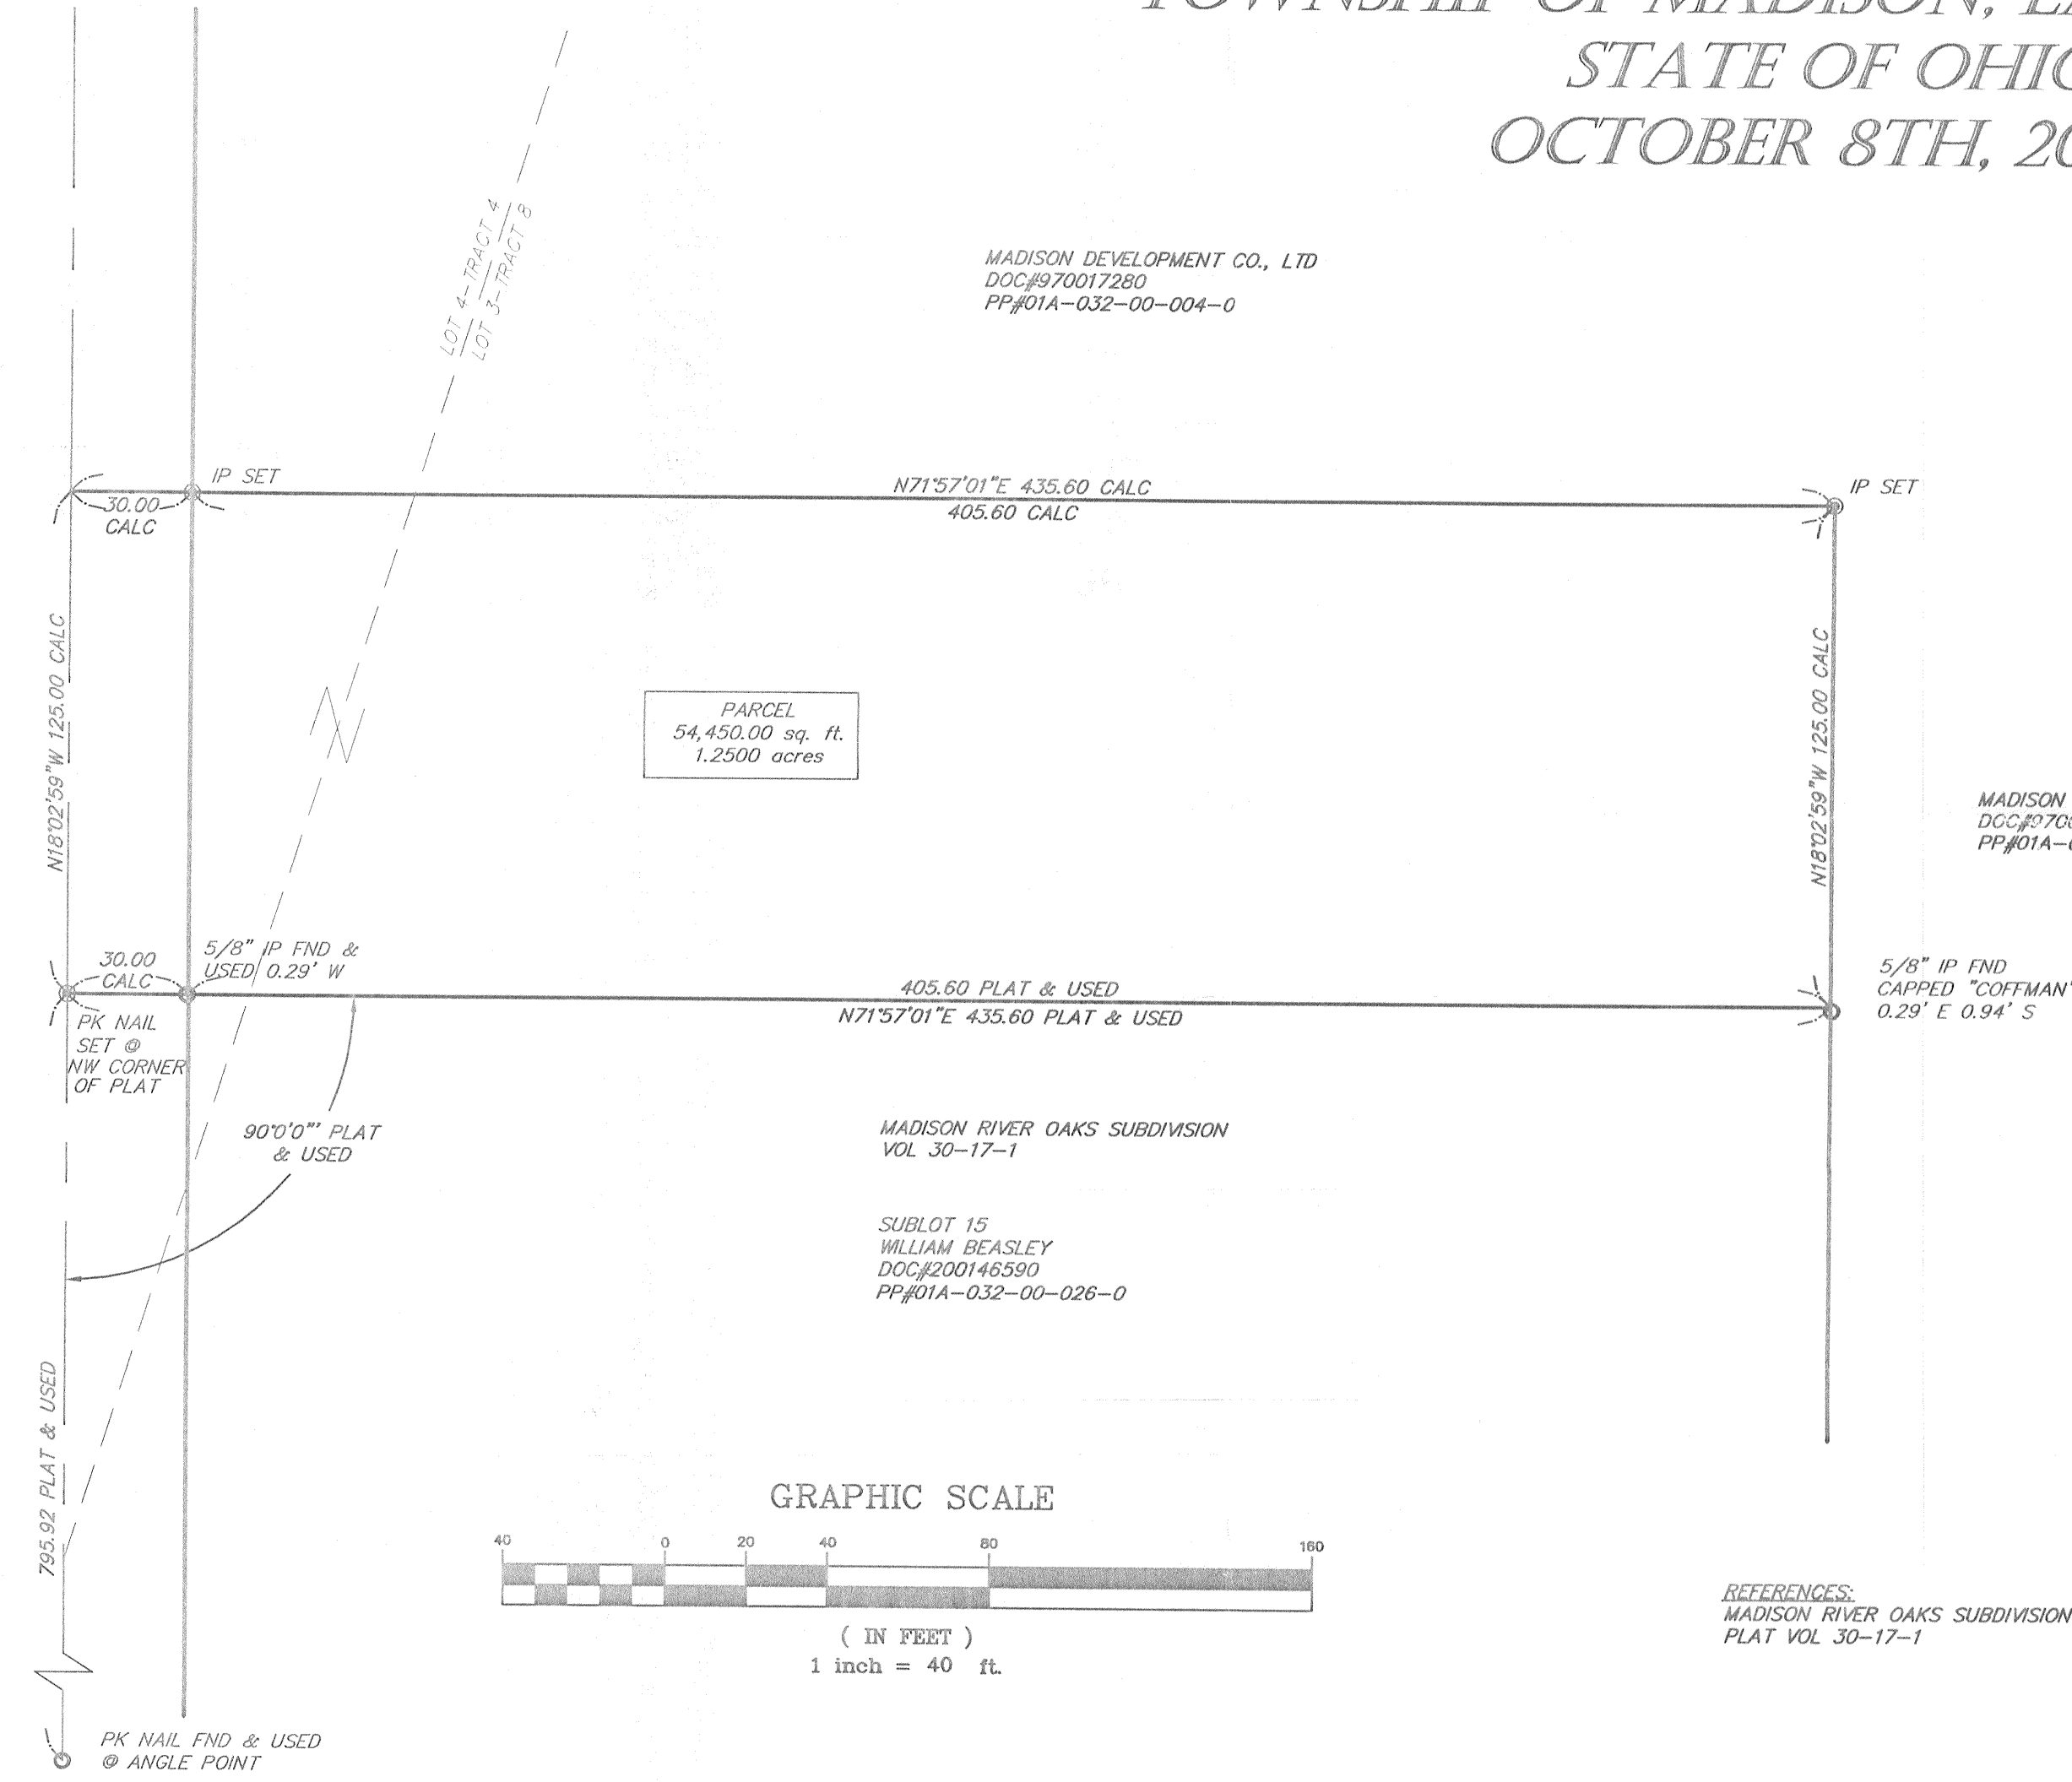 TOWNSHIP OF MADISON,
STATE OF OHIO
OCTOBER 8TH,
LOT 4-TRACT 4
LOT 3-TRACT 8
MADISON DEVELOPMENT CO., LTD
DOC#970017280
PP#01A-032-00-004-0
IP SET
30.00
CALC
N71°57'01"E 435.60 CALC
405.60 CALC
IP SET
N18°02'59"W 125.00 CALC
PARCEL
54,450.00 sq. ft.
1.2500 acres
N18°02'59"W 125.00 CALC
MADISON
DOC#970
PP#01A-
30.00
CALC
5/8" IP FND &
USED 0.29' W
405.60 PLAT & USED
N71°57'01"E 435.60 PLAT & USED
5/8" IP FND
CAPPED "COFFMAN"
0.29' E 0.94' S
PK NAIL
SET @
NW CORNER
OF PLAT
90°0'0"' PLAT
& USED
MADISON RIVER OAKS SUBDIVISION
VOL 30-17-1
SUBLOT 15
WILLIAM BEASLEY
DOC#200146590
PP#01A-032-00-026-0
795.92 PLAT & USED
GRAPHIC SCALE
40 0 20 40 80 160
( IN FEET )
1 inch = 40 ft.
REFERENCES:
MADISON RIVER OAKS SUBDIVISION
PLAT VOL 30-17-1
PK NAIL FND & USED
@ ANGLE POINT